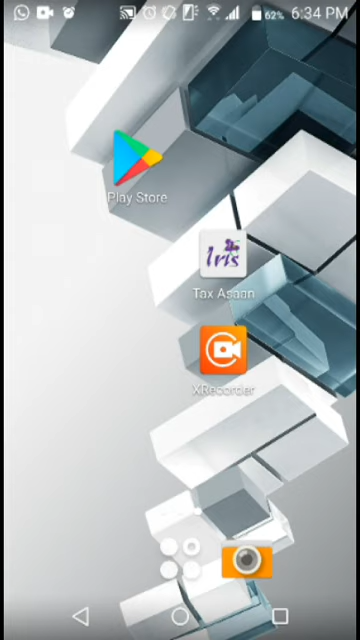 62% 6:34 PM
Play Store
Iris
Tax Asaan
XRecorder